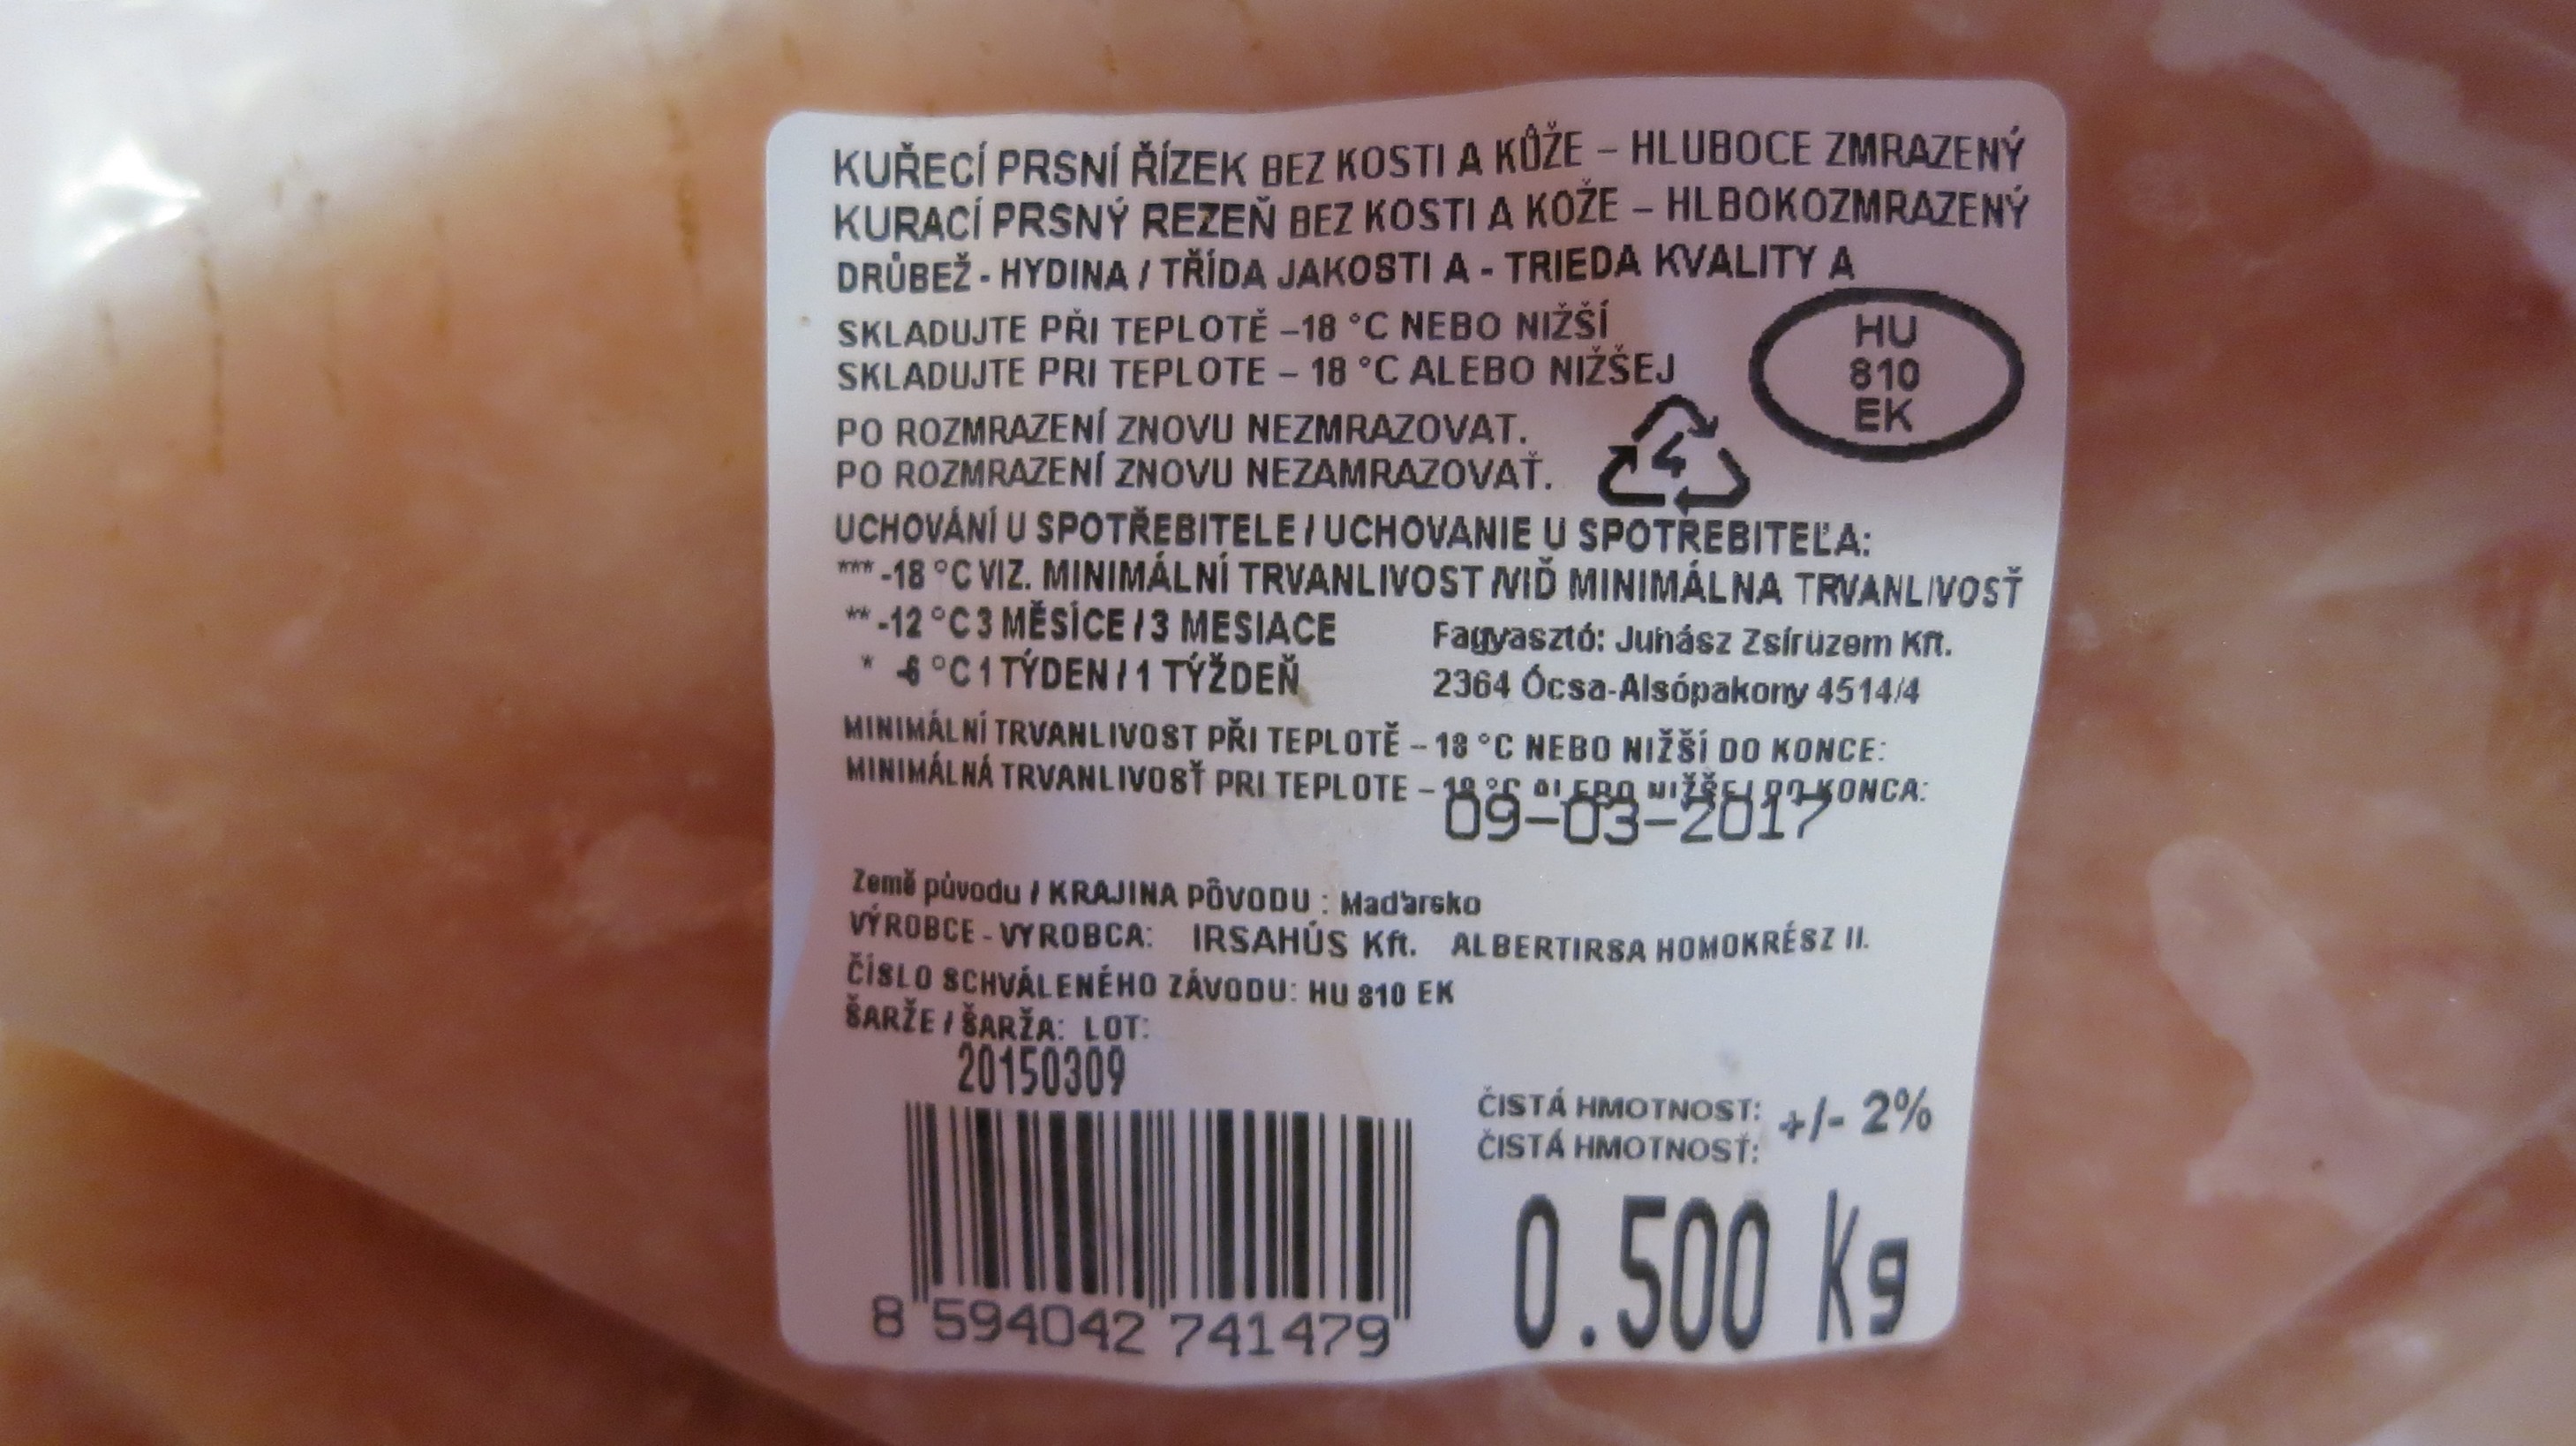 KUŘECÍ PRSNÍ ŘÍZEK BEZ KOSTI A KŮŽE – HLUBOCE ZMRAZENÝ
KURACÍ PRSNÝ REZEŇ BEZ KOSTI A KOŽE – HLBOKOZMRAZENÝ
DRŮBEŽ - HYDINA / TŘÍDA JAKOSTI A - TRIEDA KVALITY A
SKLADUJTE PŘI TEPLOTĚ –18 °C NEBO NIŽŠÍ
SKLADUJTE PRI TEPLOTE – 18 °C ALEBO NIŽŠEJ
HU
810
EK
PO ROZMRAZENÍ ZNOVU NEZMRAZOVAT.
PO ROZMRAZENÍ ZNOVU NEZAMRAZOVAŤ.
4
UCHOVÁNÍ U SPOTŘEBITELE / UCHOVANIE U SPOTREBITEĽA:
*** -18 °C VIZ. MINIMÁLNÍ TRVANLIVOST /VIĎ MINIMÁLNA TRVANLIVOSŤ
** -12 °C 3 MĚSÍCE / 3 MESIACE
* -6 °C 1 TÝDEN / 1 TÝŽDEŇ
Fagyasztó: Juhász Zsírüzem Kft.
2364 Ócsa-Alsópakony 4514/4
MINIMÁLNÍ TRVANLIVOST PŘI TEPLOTĚ – 18 °C NEBO NIŽŠÍ DO KONCE:
MINIMÁLNÁ TRVANLIVOSŤ PRI TEPLOTE – 18 °C ALEBO NIŽŠEJ DO KONCA:
09-03-2017
Země původu / KRAJINA PÔVODU : Maďarsko
VÝROBCE - VYROBCA: IRSAHÚS Kft. ALBERTIRSA HOMOKRÉSZ II.
ČÍSLO SCHVÁLENÉHO ZÁVODU: HU 810 EK
ŠARŽE / ŠARŽA: LOT:
20150309
8 594042 741479
ČISTÁ HMOTNOST: +/- 2%
ČISTÁ HMOTNOSŤ:
0.500 Kg